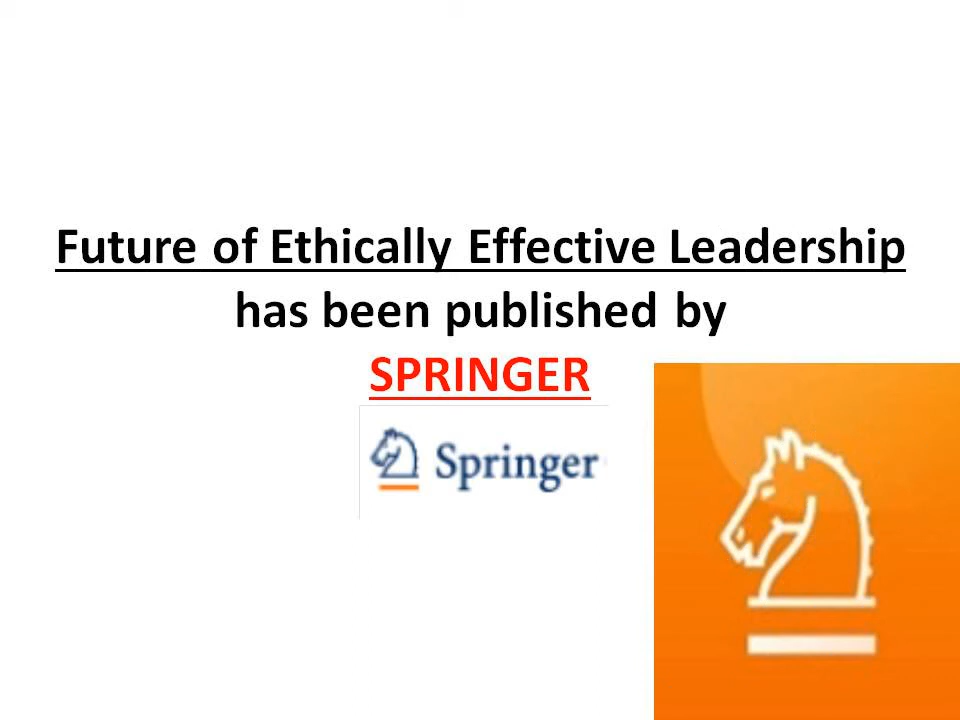 Future of Ethically Effective Leadership
has been published by
SPRINGER
Springer